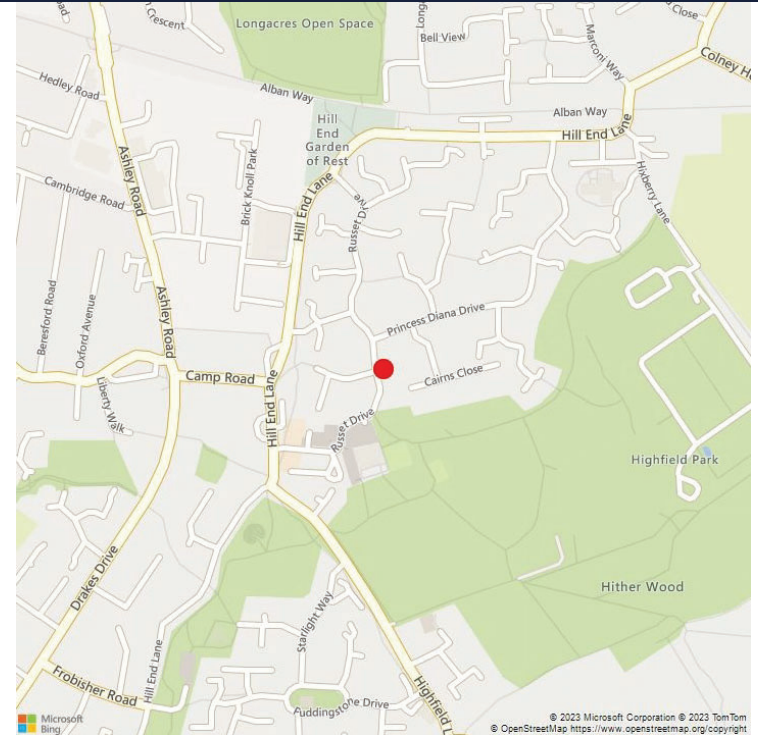 Crescent
Longacres Open Space
Bell View
Marconi Way
Close
Hedley Road
Alban Way
Alban Way
Hill
End
Garden
of Rest
Hill End Lane
Ashley Road
Cambridge Road
Brick Knoll Park
Hill End Lane
Russet Drive
Hixberry Lane
Beresford Road
Oxford Avenue
Ashley Road
Princess Diana Drive
Camp Road
Cairns Close
Liberty Walk
Hill End Lane
Russet Drive
Highfield Park
Drakes Drive
Hither Wood
Starlight Way
Hill End Lane
Frobisher Road
Puddingstone Drive
Highfield L
Microsoft
Bing
© 2023 Microsoft Corporation © 2023 TomTom
© OpenStreetMap https://www.openstreetmap.org/copyright